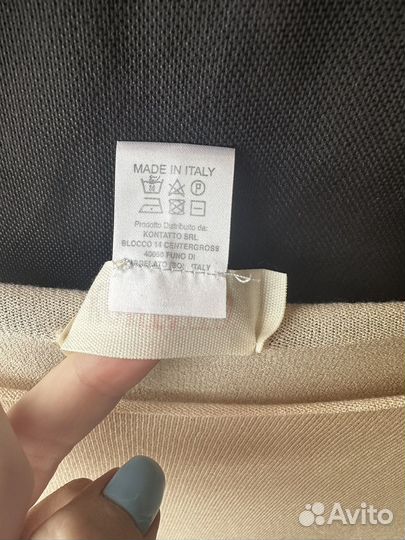 MADE IN ITALY
P
Prodotto Distribuito da:
KONTATTO SRL
BLOCCO 14 CENTERGROSS
40050 FUNO DI
ARGELATO (BO), ITALY
Avito